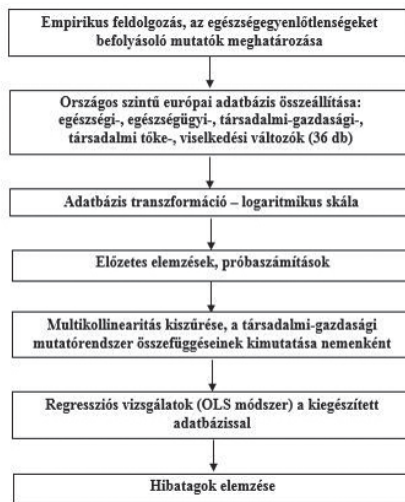 Empirikus feldolgozás, az egészségegyenlőtlenségeket
befolyásoló mutatók meghatározása
Országos szintű európai adatbázis összeállítása:
egészségi-, egészségügyi-, társadalmi-gazdasági-,
társadalmi tőke-, viselkedési változók (36 db)
Adatbázis transzformáció – logaritmikus skála
Előzetes elemzések, próbaszámítások
Multikollinearitás kiszűrése, a társadalmi-gazdasági
mutatórendszer összefüggéseinek kimutatása nemenként
Regressziós vizsgálatok (OLS módszer) a kiegészített
adatbázissal
Hibatagok elemzése